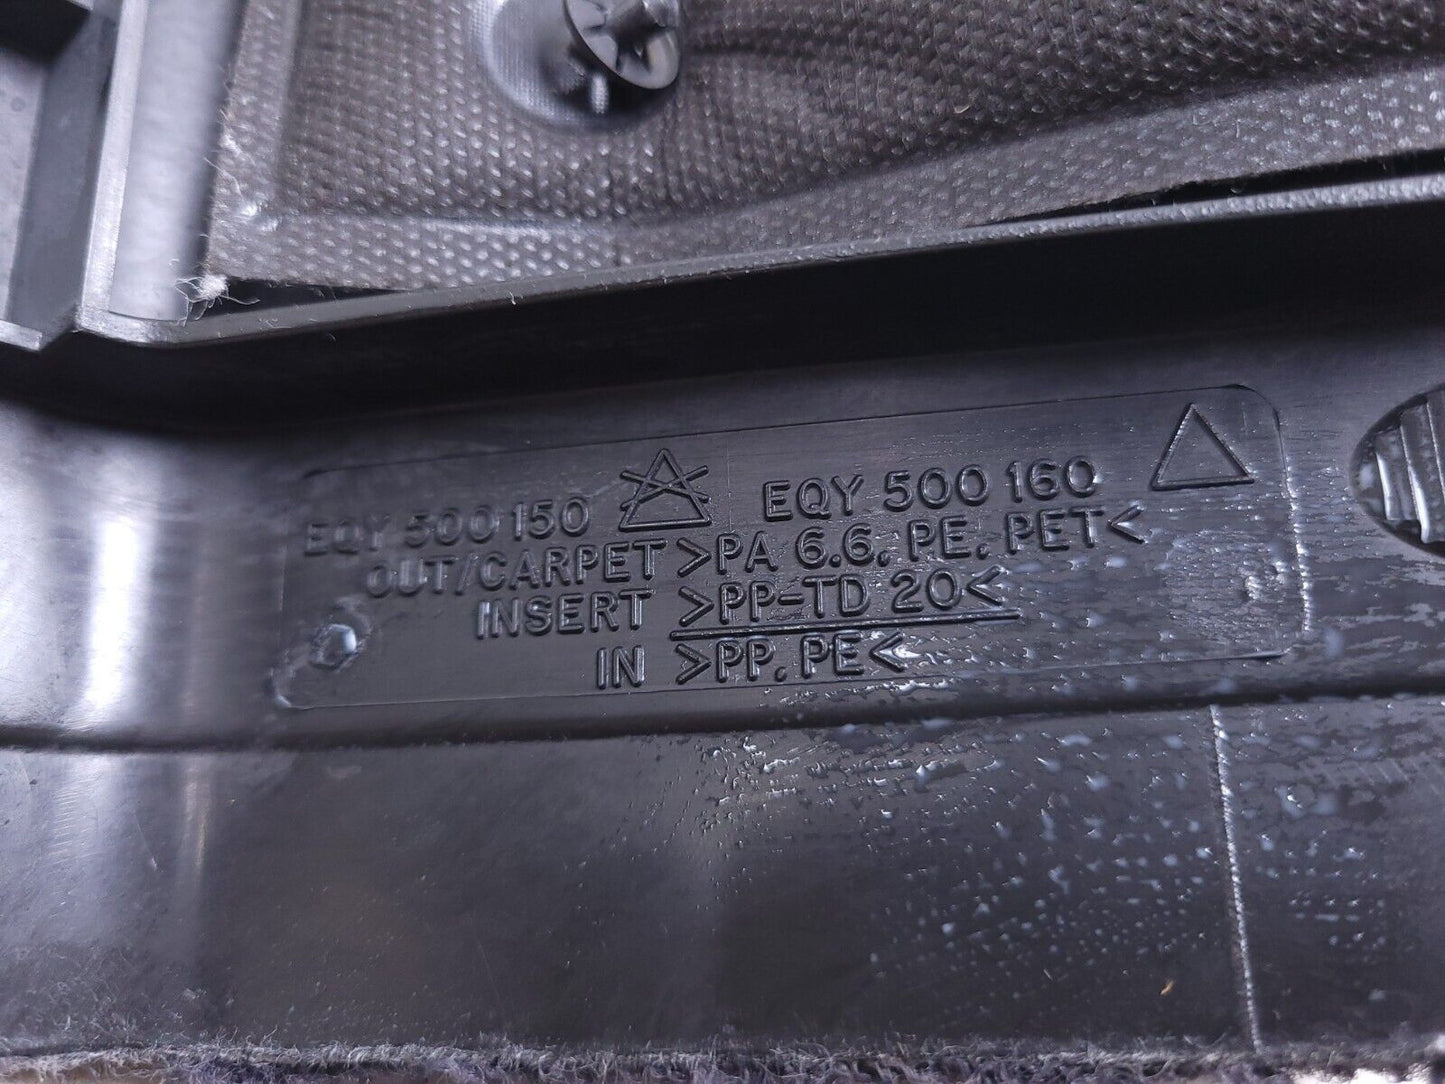 EQY 500 150 EQY 500 160
OUT/CARPET >PA 6.6. PE. PET<
INSERT >PP-TD 20<
IN >PP. PE<